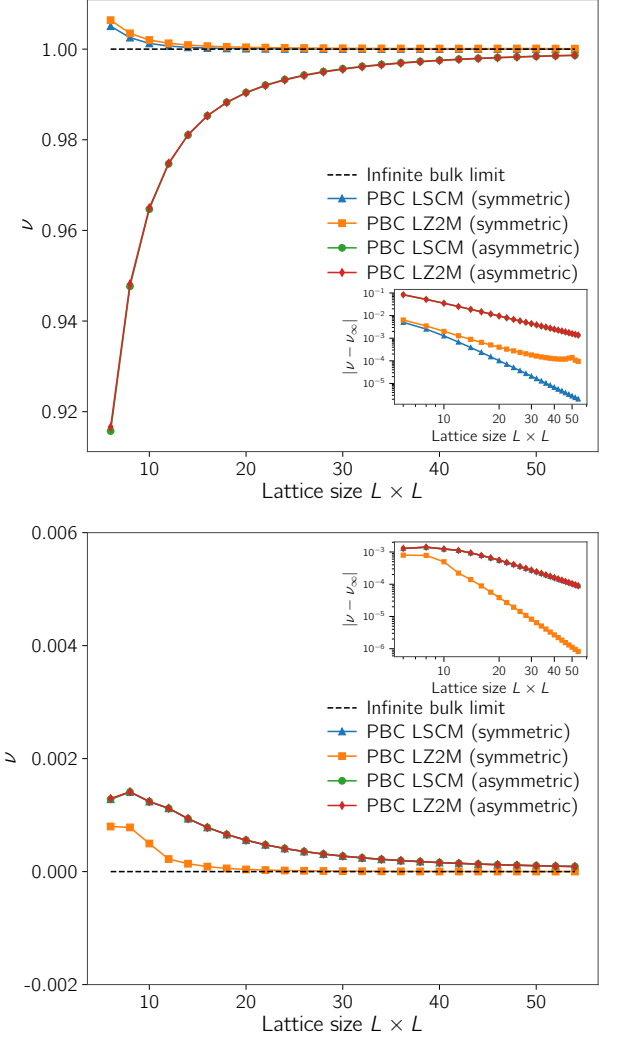 1.00
0.98
0.96
0.94
0.92
ν
Infinite bulk limit
PBC LSCM (symmetric)
PBC LZ2M (symmetric)
PBC LSCM (asymmetric)
PBC LZ2M (asymmetric)
10⁻¹
10⁻²
10⁻³
10⁻⁴
10⁻⁵
|ν − ν∞|
10 20 30 40 50
Lattice size L × L
10 20 30 40 50
Lattice size L × L
0.006
0.004
0.002
0.000
-0.002
ν
10⁻³
10⁻⁴
10⁻⁵
10⁻⁶
|ν − ν∞|
10 20 30 40 50
Lattice size L × L
Infinite bulk limit
PBC LSCM (symmetric)
PBC LZ2M (symmetric)
PBC LSCM (asymmetric)
PBC LZ2M (asymmetric)
10 20 30 40 50
Lattice size L × L